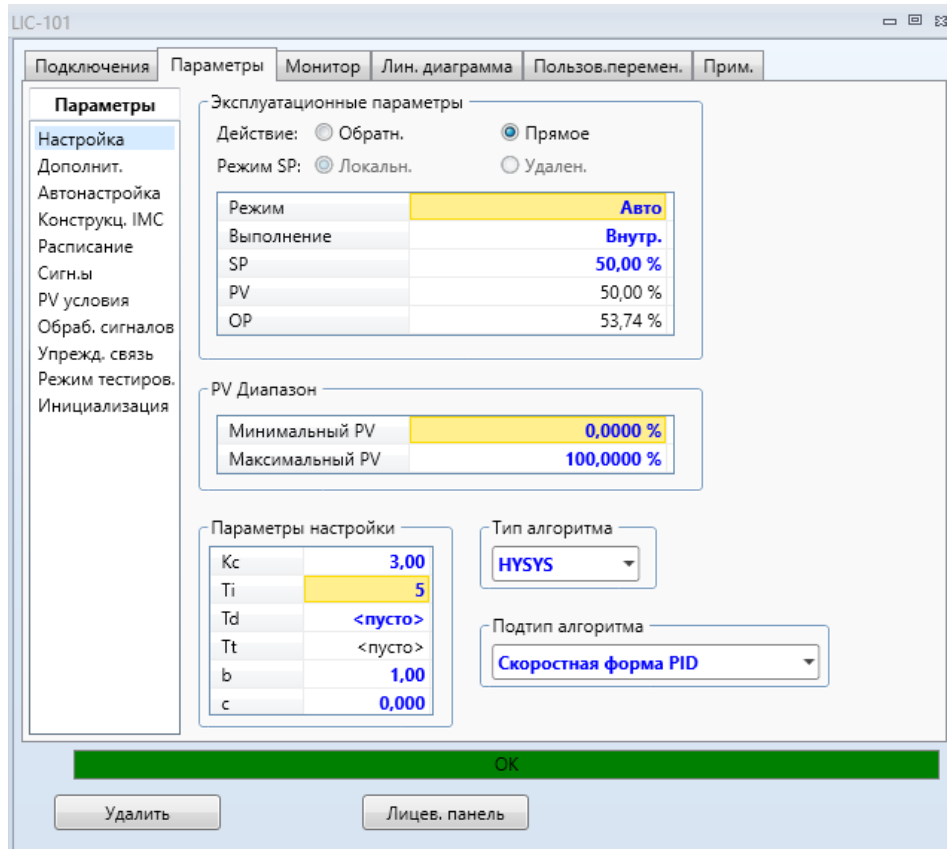 LIC-101
Подключения Параметры Монитор Лин. диаграмма Пользов.перемен. Прим.
Параметры
Настройка
Дополнит.
Автонастройка
Конструкц. IMC
Расписание
Сигн.ы
PV условия
Обраб. сигналов
Упрежд. связь
Режим тестиров.
Инициализация
Эксплуатационные параметры
Действие: Обратн. Прямое
Режим SP: Локальн. Удален.
Режим Авто
Выполнение Внутр.
SP 50,00 %
PV 50,00 %
OP 53,74 %
PV Диапазон
Минимальный PV 0,0000 %
Максимальный PV 100,0000 %
Параметры настройки
Kc 3,00
Ti 5
Td <пусто>
Tt <пусто>
b 1,00
c 0,000
Тип алгоритма
HYSYS
Подтип алгоритма
Скоростная форма PID
OK
Удалить Лицев. панель